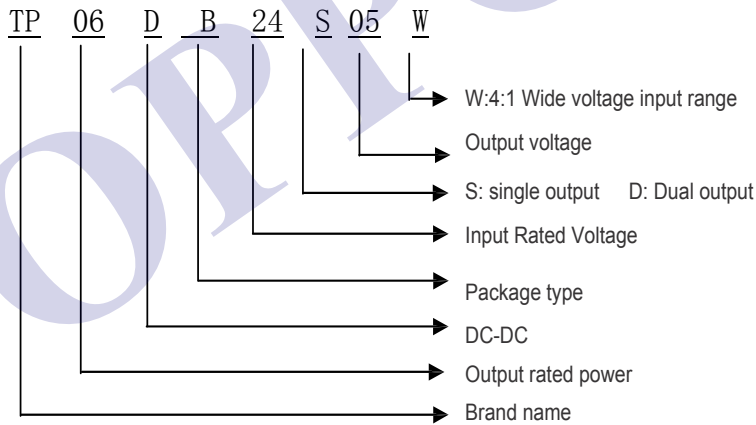 TP 06 D B 24 S 05 W
W:4:1 Wide voltage input range
Output voltage
S: single output D: Dual output
Input Rated Voltage
Package type
DC-DC
Output rated power
Brand name